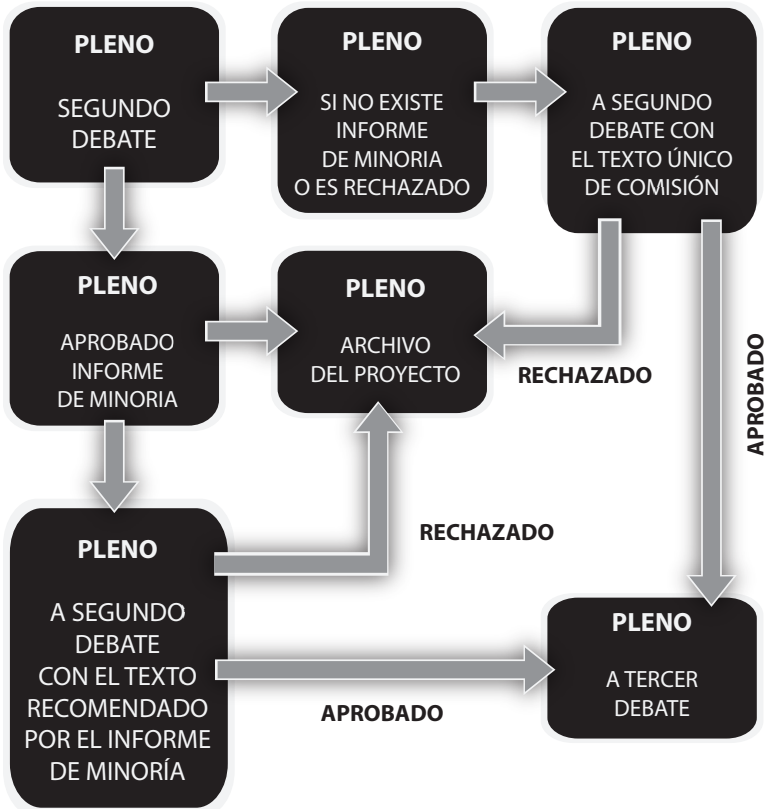 PLENO
SEGUNDO
DEBATE
PLENO
SI NO EXISTE
INFORME
DE MINORIA
O ES RECHAZADO
PLENO
A SEGUNDO
DEBATE CON
EL TEXTO ÚNICO
DE COMISIÓN
PLENO
APROBADO
INFORME
DE MINORIA
PLENO
ARCHIVO
DEL PROYECTO
RECHAZADO
APROBADO
PLENO
A SEGUNDO
DEBATE
CON EL TEXTO
RECOMENDADO
POR EL INFORME
DE MINORÍA
RECHAZADO
APROBADO
PLENO
A TERCER
DEBATE